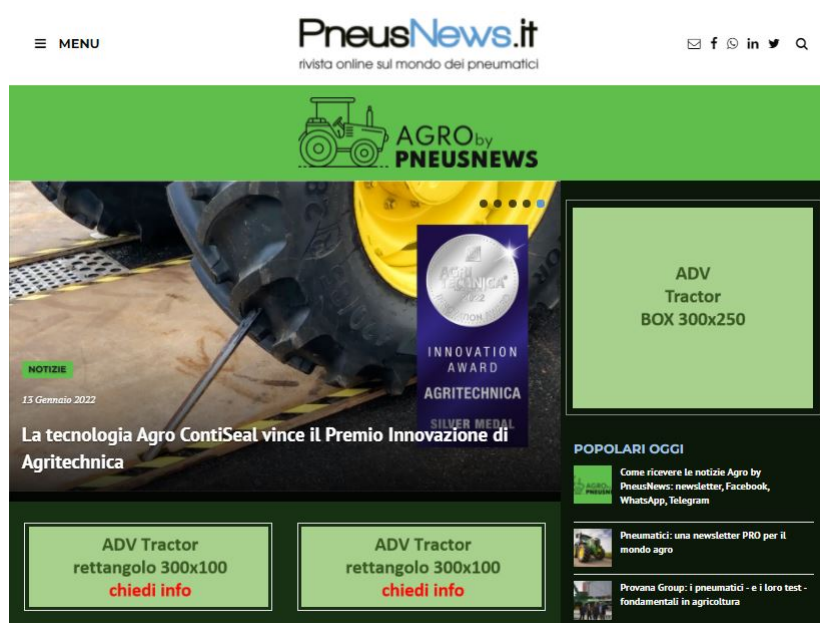 MENU
PneusNews.it
rivista online sul mondo dei pneumatici
AGRO by
PNEUSNEWS
AGRI
TECHNICA
INNOVATION
AWARD
AGRITECHNICA
SILVER MEDAL
NOTIZIE
13 Gennaio 2022
La tecnologia Agro ContiSeal vince il Premio Innovazione di
Agritechnica
ADV
Tractor
BOX 300x250
POPOLARI OGGI
Come ricevere le notizie Agro by
PneusNews: newsletter, Facebook,
WhatsApp, Telegram
Pneumatici: una newsletter PRO per il
mondo agro
Provana Group: i pneumatici - e i loro test -
fondamentali in agricoltura
ADV Tractor
rettangolo 300x100
chiedi info
ADV Tractor
rettangolo 300x100
chiedi info